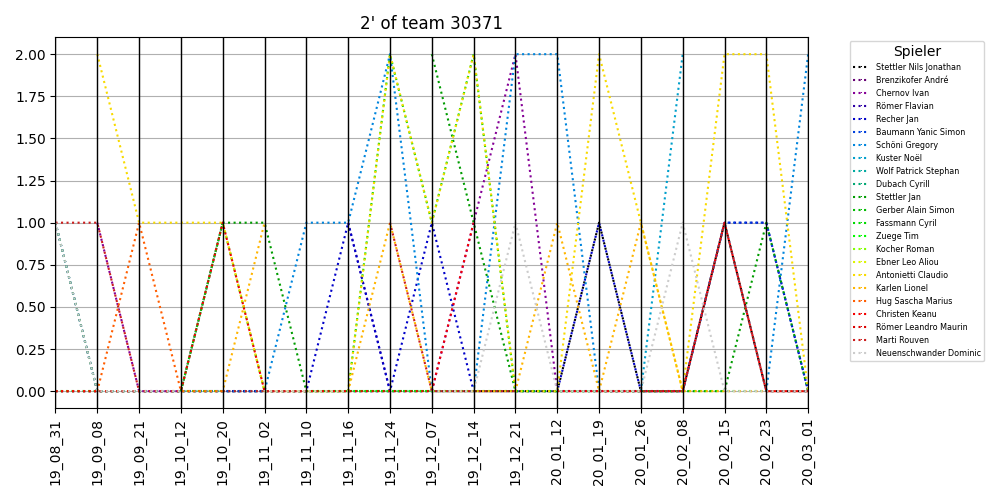 2' of team 30371
2.00
1.75
1.50
1.25
1.00
0.75
0.50
0.25
0.00
19_08_31
19_09_08
19_09_21
19_10_12
19_10_20
19_11_02
19_11_10
19_11_16
19_11_24
19_12_07
19_12_14
19_12_21
20_01_12
20_01_19
20_01_26
20_02_08
20_02_15
20_02_23
20_03_01
Spieler
Stettler Nils Jonathan
Brenzikofer André
Chernov Ivan
Römer Flavian
Recher Jan
Baumann Yanic Simon
Schöni Gregory
Kuster Noël
Wolf Patrick Stephan
Dubach Cyrill
Stettler Jan
Gerber Alain Simon
Fassmann Cyril
Zuege Tim
Kocher Roman
Ebner Leo Aliou
Antonietti Claudio
Karlen Lionel
Hug Sascha Marius
Christen Keanu
Römer Leandro Maurin
Marti Rouven
Neuenschwander Dominic